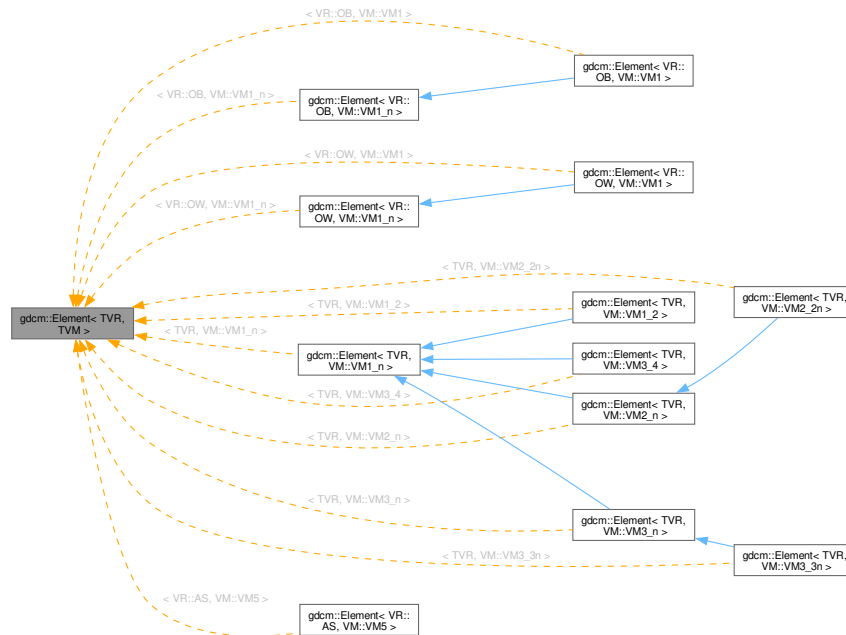 < VR::OB, VM::VM1 >
gdcm::Element< VR::
OB, VM::VM1 >
< VR::OB, VM::VM1_n >
gdcm::Element< VR::
OB, VM::VM1_n >
< VR::OW, VM::VM1 >
gdcm::Element< VR::
OW, VM::VM1 >
< VR::OW, VM::VM1_n >
gdcm::Element< VR::
OW, VM::VM1_n >
< TVR, VM::VM2_2n >
gdcm::Element< TVR,
VM::VM2_2n >
< TVR, VM::VM1_2 >
gdcm::Element< TVR,
VM::VM1_2 >
gdcm::Element< TVR,
TVM >
< TVR, VM::VM1_n >
gdcm::Element< TVR,
VM::VM1_n >
gdcm::Element< TVR,
VM::VM3_4 >
< TVR, VM::VM3_4 >
gdcm::Element< TVR,
VM::VM2_n >
< TVR, VM::VM2_n >
< TVR, VM::VM3_n >
gdcm::Element< TVR,
VM::VM3_n >
< TVR, VM::VM3_3n >
gdcm::Element< TVR,
VM::VM3_3n >
< VR::AS, VM::VM5 >
gdcm::Element< VR::
AS, VM::VM5 >